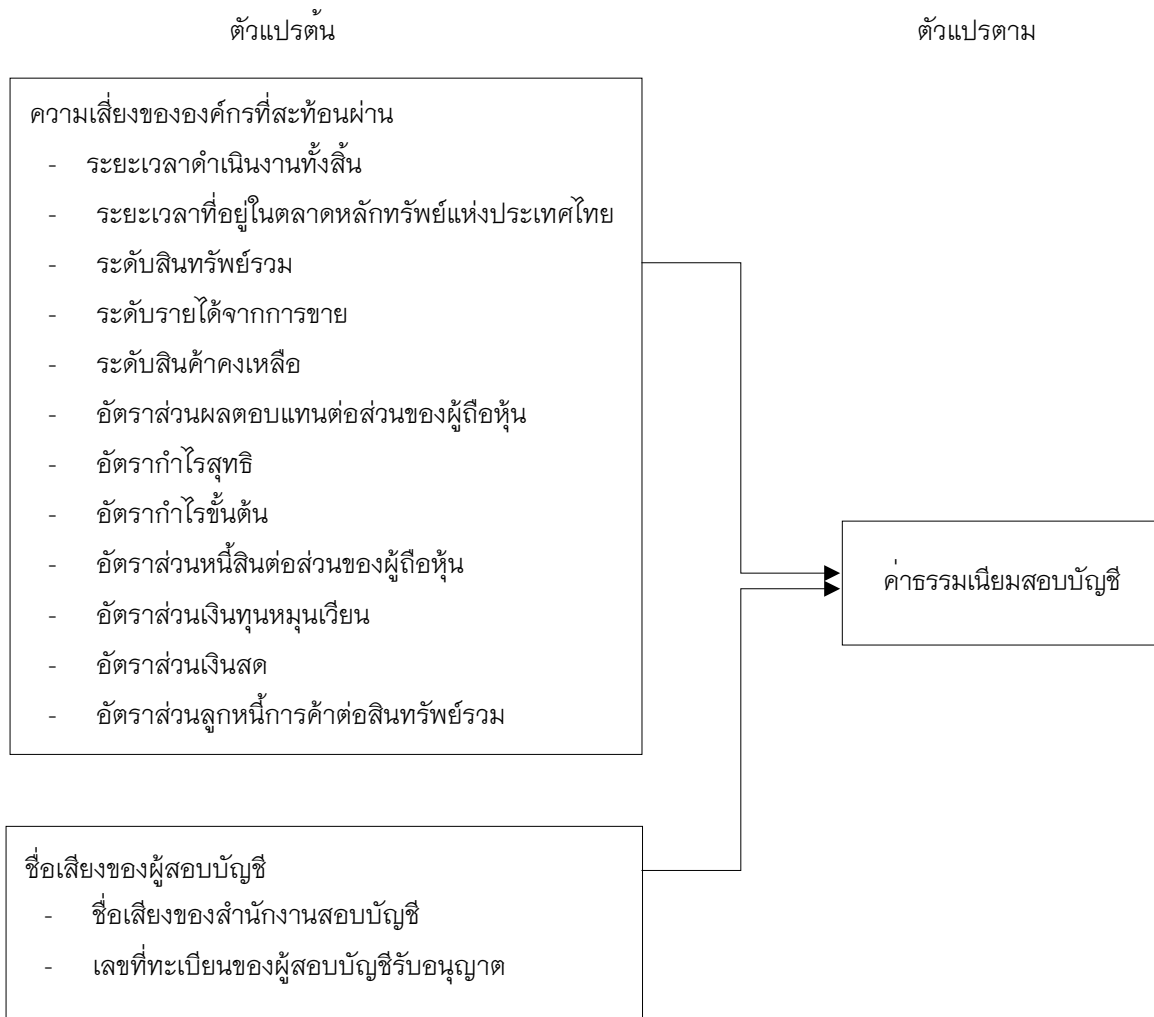 ตัวแปรต้น
ตัวแปรตาม
ความเสี่ยงขององค์กรที่สะท้อนผ่าน
- ระยะเวลาดำเนินงานทั้งสิ้น
- ระยะเวลาที่อยู่ในตลาดหลักทรัพย์แห่งประเทศไทย
- ระดับสินทรัพย์รวม
- ระดับรายได้จากการขาย
- ระดับสินค้าคงเหลือ
- อัตราส่วนผลตอบแทนต่อส่วนของผู้ถือหุ้น
- อัตรากำไรสุทธิ
- อัตรากำไรขั้นต้น
- อัตราส่วนหนี้สินต่อส่วนของผู้ถือหุ้น
- อัตราส่วนเงินทุนหมุนเวียน
- อัตราส่วนเงินสด
- อัตราส่วนลูกหนี้การค้าต่อสินทรัพย์รวม
ค่าธรรมเนียมสอบบัญชี
ชื่อเสียงของผู้สอบบัญชี
- ชื่อเสียงของสำนักงานสอบบัญชี
- เลขที่ทะเบียนของผู้สอบบัญชีรับอนุญาต